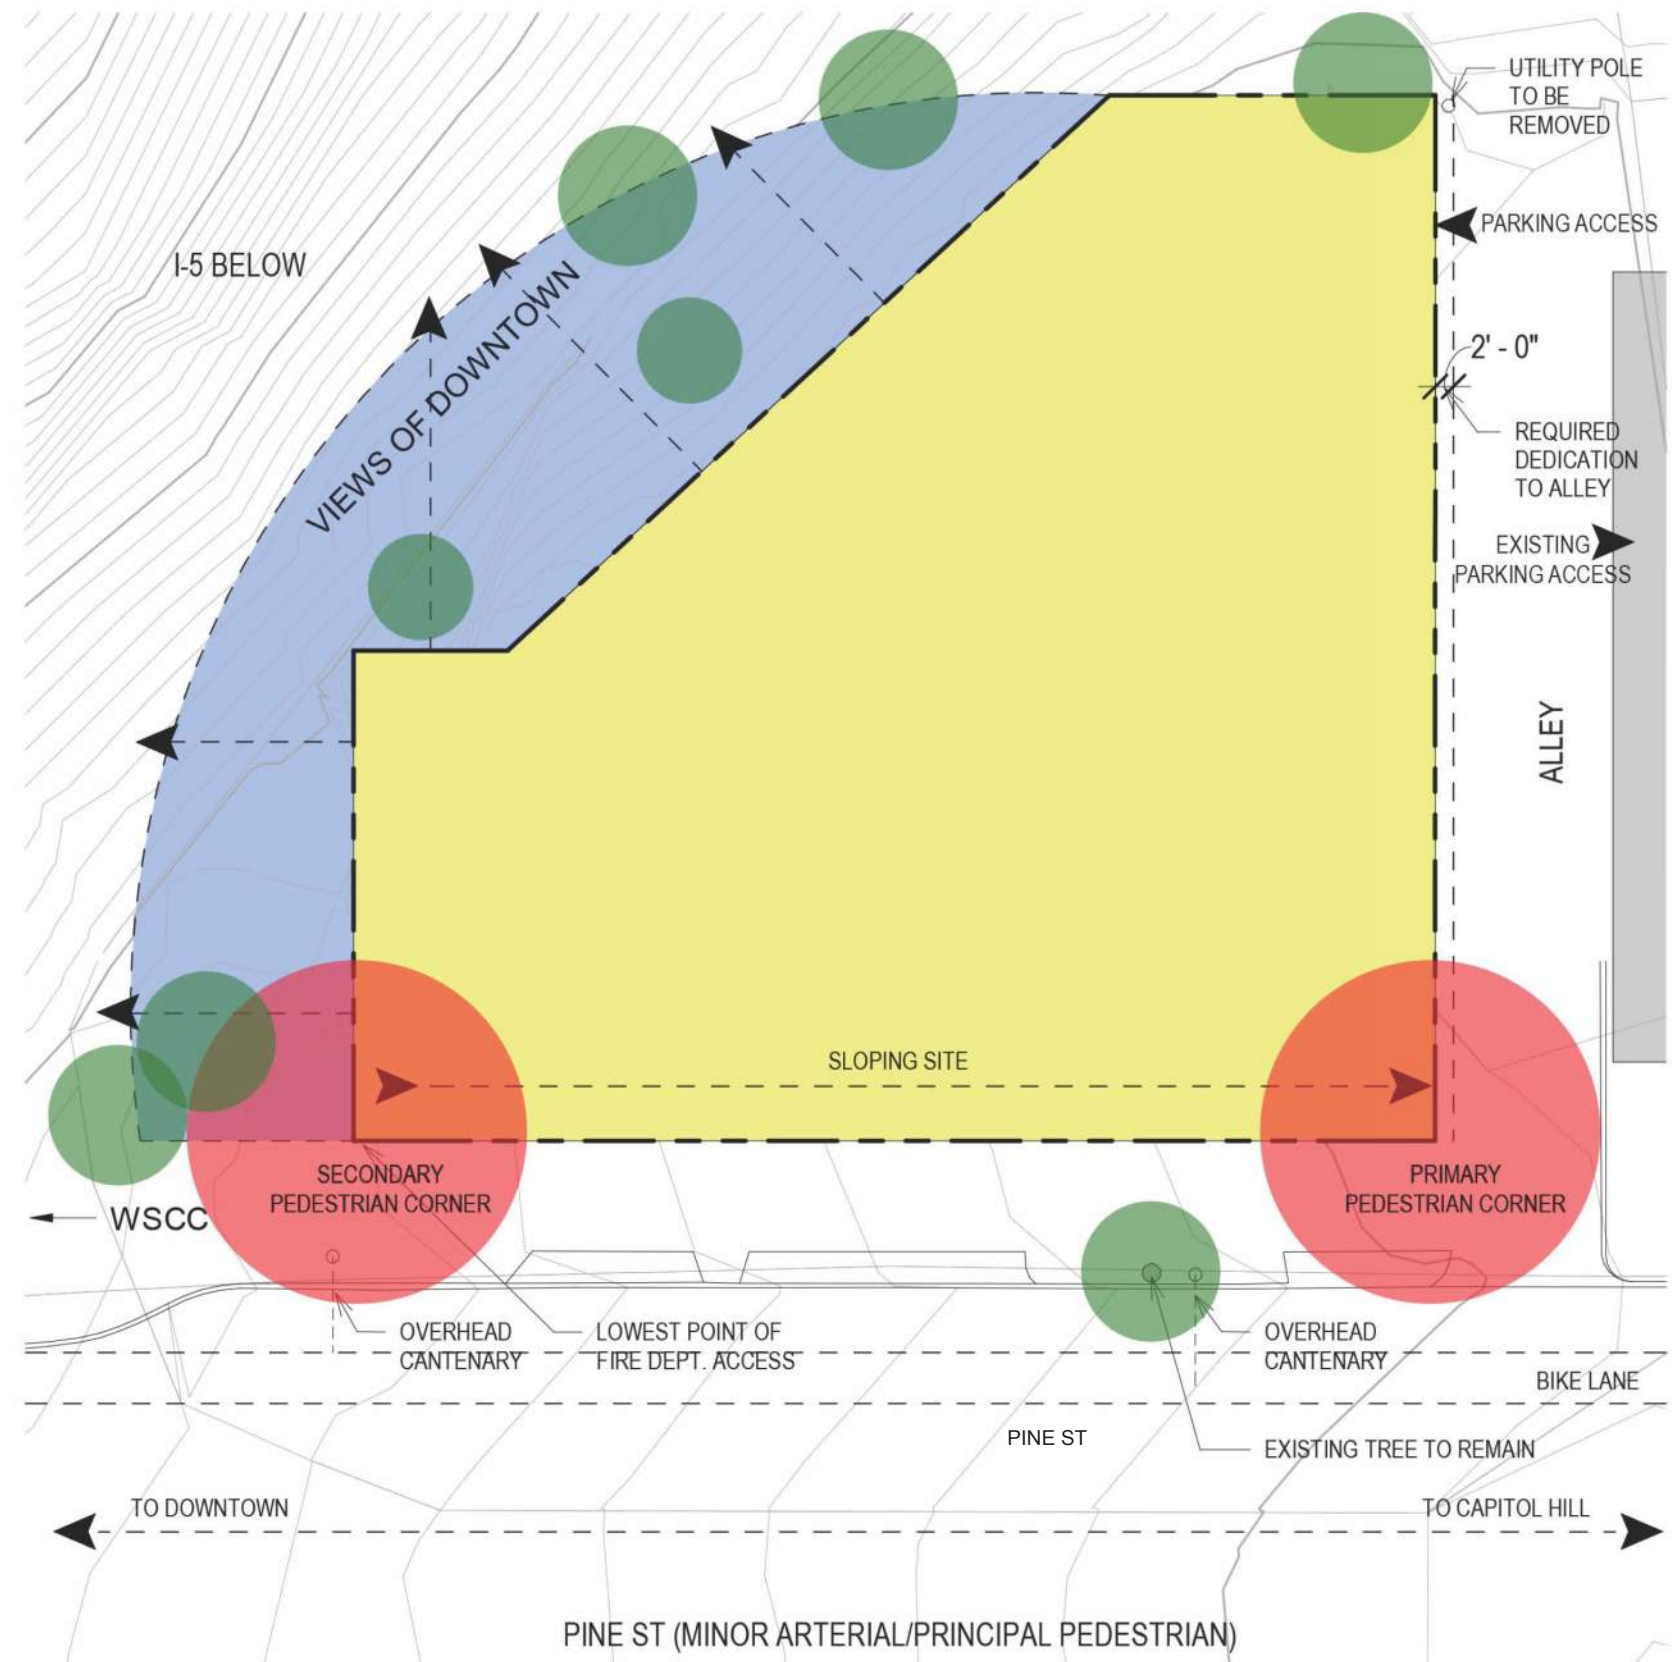 UTILITY POLE
TO BE
REMOVED
PARKING ACCESS
I-5 BELOW
VIEWS OF DOWNTOWN
2' - 0"
REQUIRED
DEDICATION
TO ALLEY
EXISTING
PARKING ACCESS
ALLEY
SLOPING SITE
SECONDARY
PEDESTRIAN CORNER
PRIMARY
PEDESTRIAN CORNER
WSCC
OVERHEAD
CANTENARY
LOWEST POINT OF
FIRE DEPT. ACCESS
OVERHEAD
CANTENARY
BIKE LANE
PINE ST
EXISTING TREE TO REMAIN
TO DOWNTOWN
TO CAPITOL HILL
PINE ST (MINOR ARTERIAL/PRINCIPAL PEDESTRIAN)